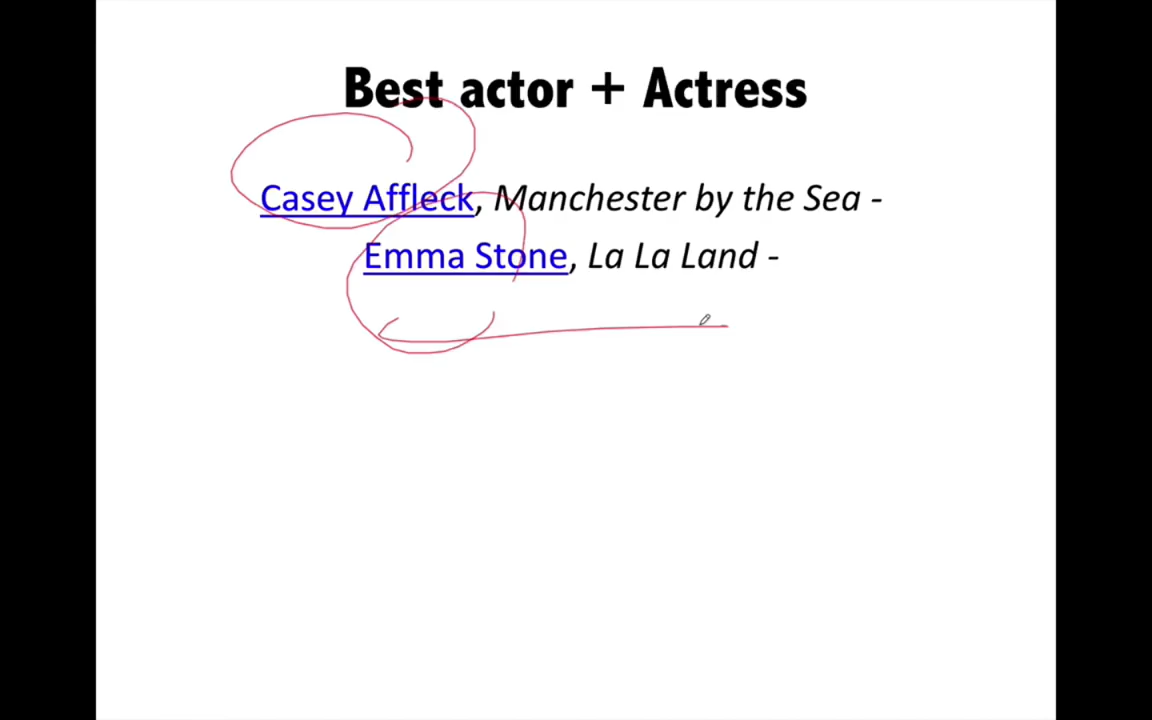 Best actor + Actress
Casey Affleck, Manchester by the Sea -
Emma Stone, La La Land -